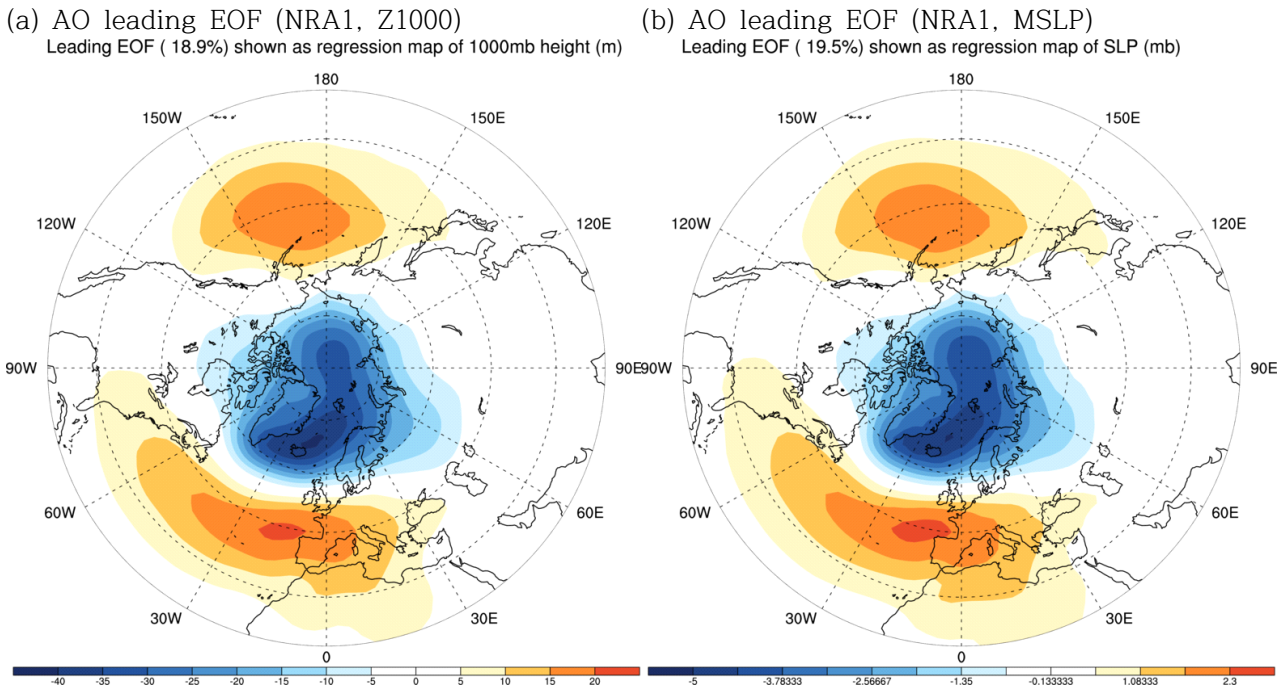 (a) AO leading EOF (NRA1, Z1000)
Leading EOF ( 18.9%) shown as regression map of 1000mb height (m)
180
150W
150E
120W
120E
90W
90E
60W
60E
30W
30E
0
-40 -35 -30 -25 -20 -15 -10 -5 0 5 10 15 20
(b) AO leading EOF (NRA1, MSLP)
Leading EOF ( 19.5%) shown as regression map of SLP (mb)
180
150W
150E
120W
120E
90W
90E
60W
60E
30W
30E
0
-5 -3.78333 -2.56667 -1.35 -0.133333 1.08333 2.3